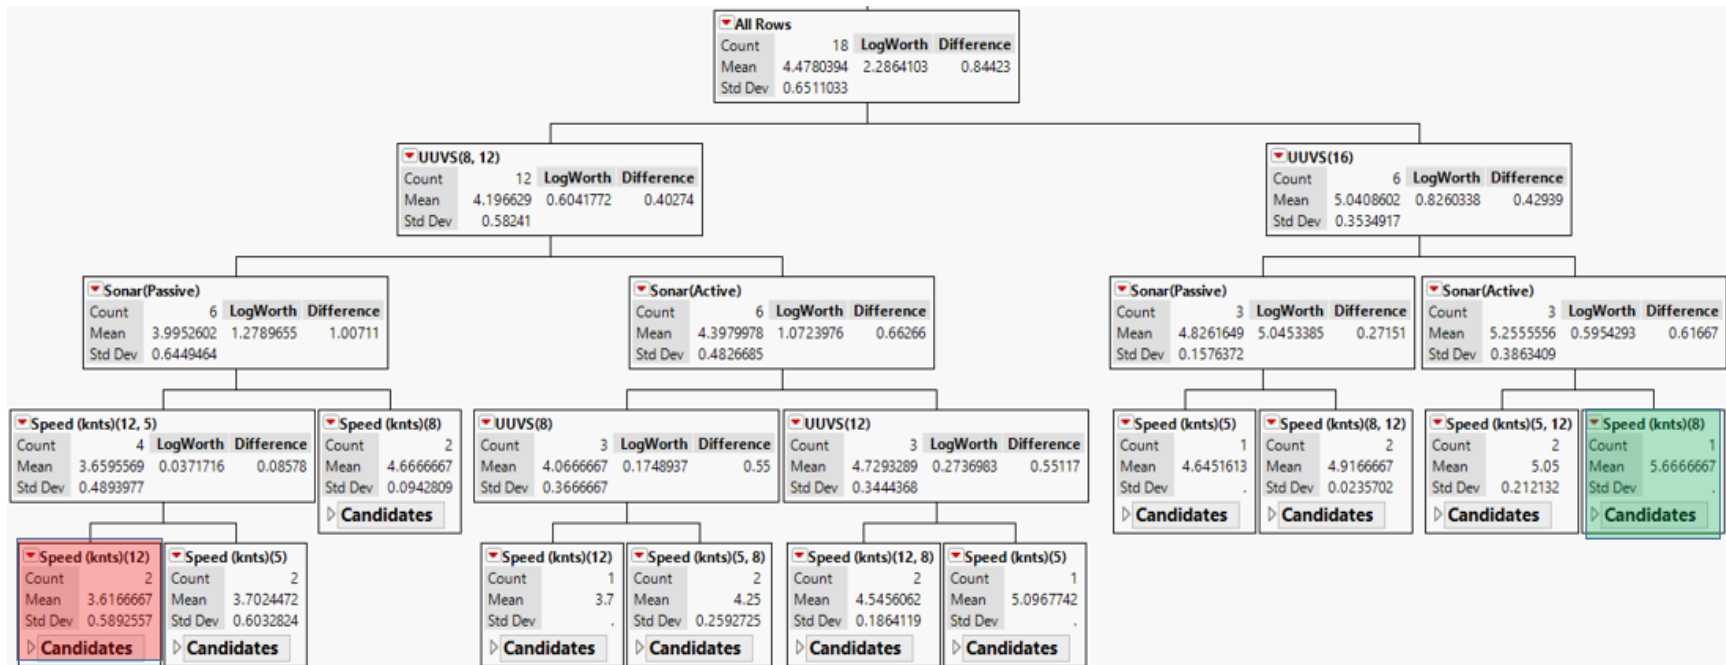 All Rows
Count 18 LogWorth Difference
Mean 4.4780394 2.2864103 0.84423
Std Dev 0.6511033
UUVS(8, 12)
Count 12 LogWorth Difference
Mean 4.196629 0.6041772 0.40274
Std Dev 0.58241
UUVS(16)
Count 6 LogWorth Difference
Mean 5.0408602 0.8260338 0.42939
Std Dev 0.3534917
Sonar(Passive)
Count 6 LogWorth Difference
Mean 3.9952602 1.2789655 1.00711
Std Dev 0.6449464
Sonar(Active)
Count 6 LogWorth Difference
Mean 4.3979978 1.0723976 0.66266
Std Dev 0.4826685
Sonar(Passive)
Count 3 LogWorth Difference
Mean 4.8261649 5.0453385 0.27151
Std Dev 0.1576372
Sonar(Active)
Count 3 LogWorth Difference
Mean 5.2555556 0.5954293 0.61667
Std Dev 0.3863409
Speed (knts)(12, 5)
Count 4 LogWorth Difference
Mean 3.6595569 0.0371716 0.08578
Std Dev 0.4893977
Speed (knts)(8)
Count 2
Mean 4.6666667
Std Dev 0.0942809
Candidates
UUVS(8)
Count 3 LogWorth Difference
Mean 4.0666667 0.1748937 0.55
Std Dev 0.3666667
UUVS(12)
Count 3 LogWorth Difference
Mean 4.7293289 0.2736983 0.55117
Std Dev 0.3444368
Speed (knts)(5)
Count 1
Mean 4.6451613
Std Dev .
Candidates
Speed (knts)(8, 12)
Count 2
Mean 4.9166667
Std Dev 0.0235702
Candidates
Speed (knts)(5, 12)
Count 2
Mean 5.05
Std Dev 0.212132
Candidates
Speed (knts)(8)
Count 1
Mean 5.6666667
Std Dev .
Candidates
Speed (knts)(12)
Count 2
Mean 3.6166667
Std Dev 0.5892557
Candidates
Speed (knts)(5)
Count 2
Mean 3.7024472
Std Dev 0.6032824
Candidates
Speed (knts)(12)
Count 1
Mean 3.7
Std Dev .
Candidates
Speed (knts)(5, 8)
Count 2
Mean 4.25
Std Dev 0.2592725
Candidates
Speed (knts)(12, 8)
Count 2
Mean 4.5456062
Std Dev 0.1864119
Candidates
Speed (knts)(5)
Count 1
Mean 5.0967742
Std Dev .
Candidates